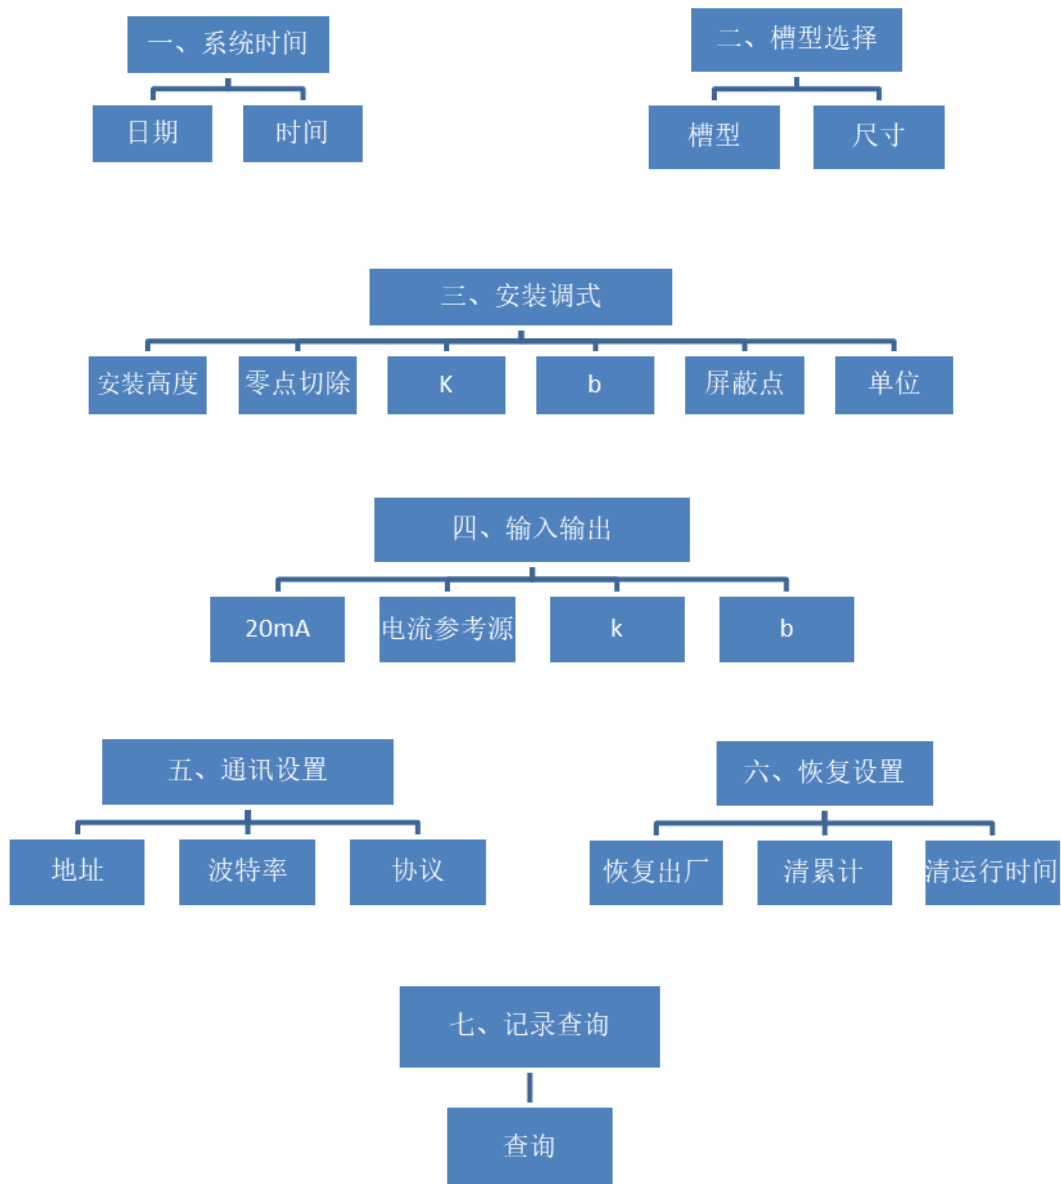 一、系统时间
二、槽型选择
日期
时间
槽型
尺寸
三、安装调式
安装高度
零点切除
K
b
屏蔽点
单位
四、输入输出
20mA
电流参考源
k
b
五、通讯设置
六、恢复设置
地址
波特率
协议
恢复出厂
清累计
清运行时间
七、记录查询
查询